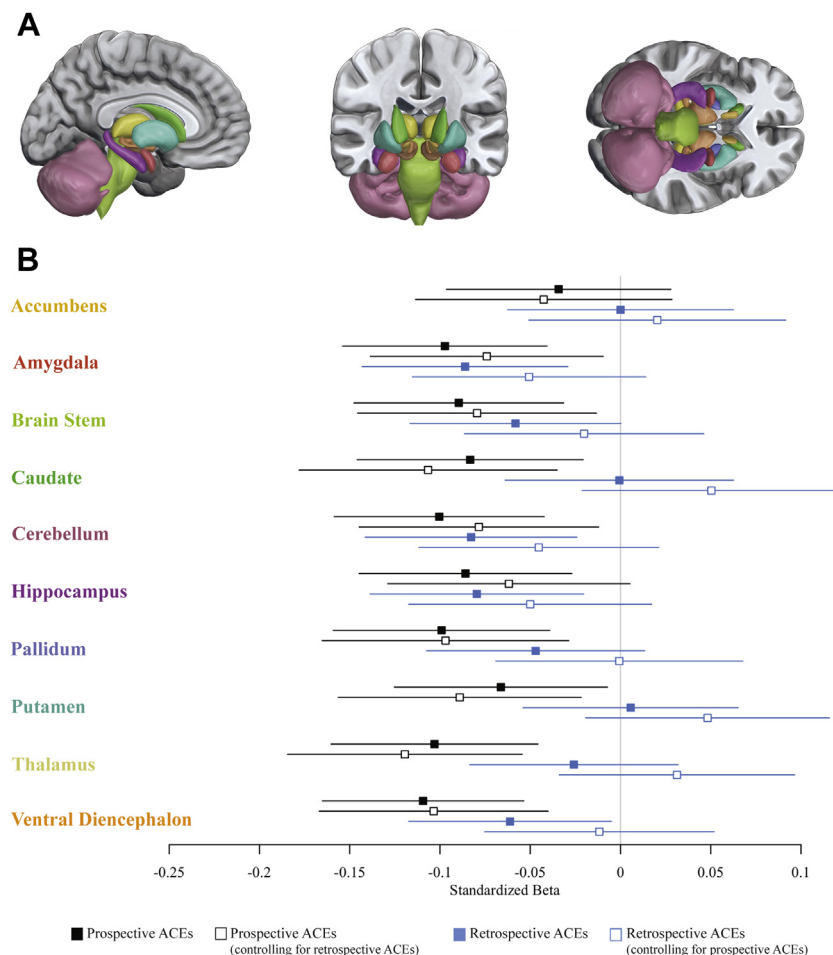 A
B
Accumbens
Amygdala
Brain Stem
Caudate
Cerebellum
Hippocampus
Pallidum
Putamen
Thalamus
Ventral Diencephalon
-0.25 -0.2 -0.15 -0.1 -0.05 0 0.05 0.1
Standardized Beta
Prospective ACEs Prospective ACEs Retrospective ACEs Retrospective ACEs
(controlling for retrospective ACEs) (controlling for prospective ACEs)